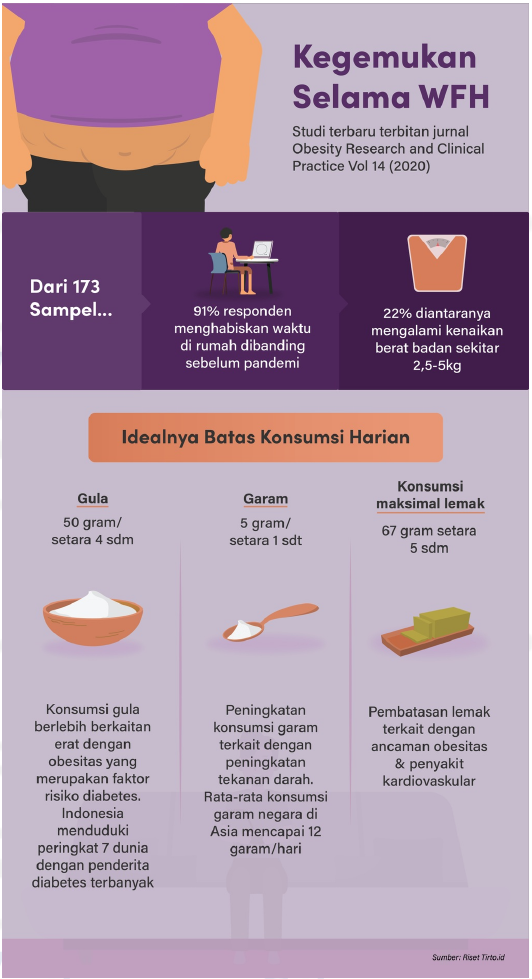 Kegemukan
Selama WFH
Studi terbaru terbitan jurnal
Obesity Research and Clinical
Practice Vol 14 (2020)
Dari 173
Sampel...
91% responden
menghabiskan waktu
di rumah dibanding
sebelum pandemi
22% diantaranya
mengalami kenaikan
berat badan sekitar
2,5-5kg
Idealnya Batas Konsumsi Harian
Gula
50 gram/
setara 4 sdm
Konsumsi gula
berlebih berkaitan
erat dengan
obesitas yang
merupakan faktor
risiko diabetes.
Indonesia
menduduki
peringkat 7 dunia
dengan penderita
diabetes terbanyak
Garam
5 gram/
setara 1 sdt
Peningkatan
konsumsi garam
terkait dengan
peningkatan
tekanan darah.
Rata-rata konsumsi
garam negara di
Asia mencapai 12
garam/hari
Konsumsi
maksimal lemak
67 gram setara
5 sdm
Pembatasan lemak
terkait dengan
ancaman obesitas
& penyakit
kardiovaskular
Sumber: Riset Tirto.id